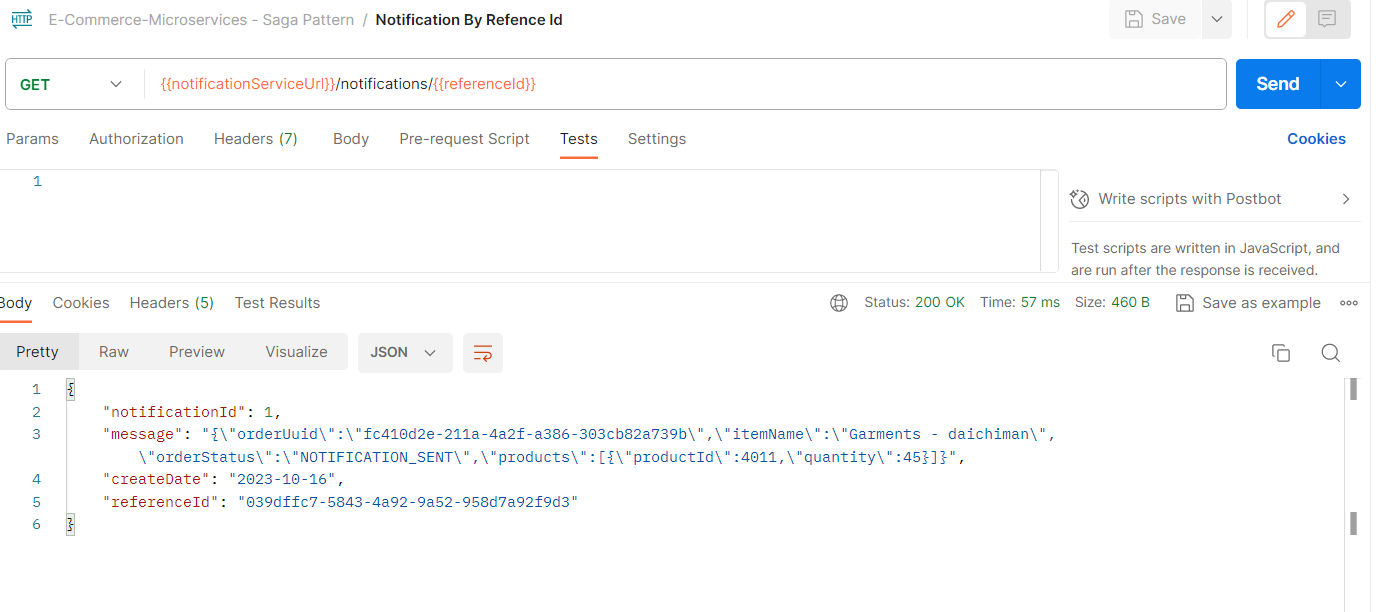 HTTP E-Commerce-Microservices - Saga Pattern / Notification By Refence Id Save
GET {{notificationServiceUrl}}/notifications/{{referenceId}} Send
Params Authorization Headers (7) Body Pre-request Script Tests Settings Cookies
1
Write scripts with Postbot
Test scripts are written in JavaScript, and
are run after the response is received.
Body Cookies Headers (5) Test Results Status: 200 OK Time: 57 ms Size: 460 B Save as example
Pretty Raw Preview Visualize JSON
1 {
2 "notificationId": 1,
3 "message": "{\"orderUuid\":\"fc410d2e-211a-4a2f-a386-303cb82a739b\",\"itemName\":\"Garments - daichiman\",
\"orderStatus\":\"NOTIFICATION_SENT\",\"products\":[{\"productId\":4011,\"quantity\":45}]}",
4 "createDate": "2023-10-16",
5 "referenceId": "039dffc7-5843-4a92-9a52-958d7a92f9d3"
6 }